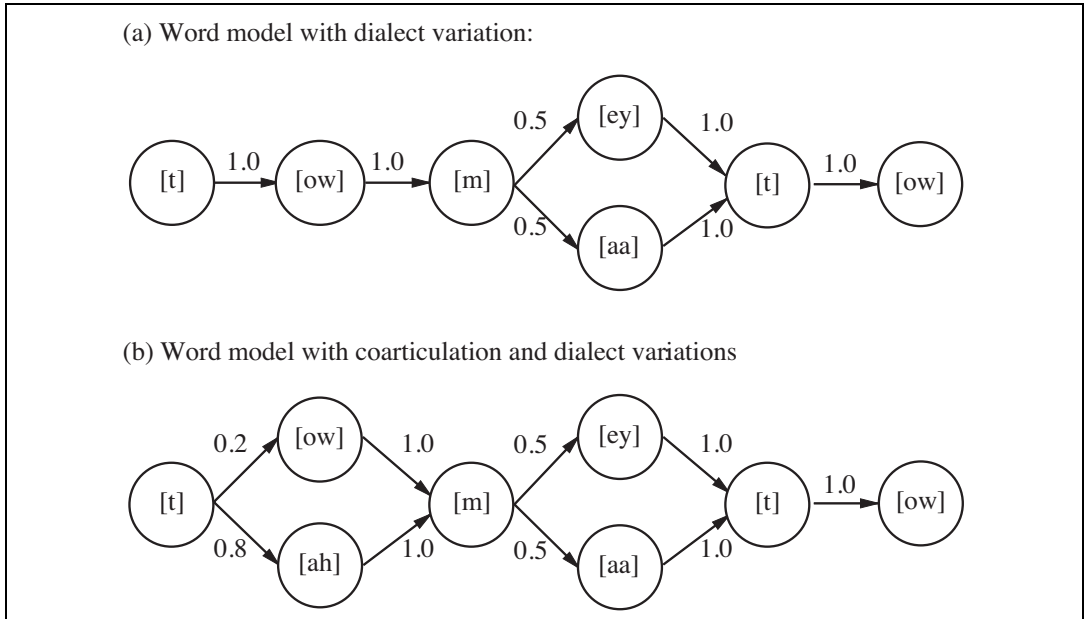 (a) Word model with dialect variation:
[ey]
0.5 1.0
1.0 1.0 1.0
[t] [ow] [m] [t] [ow]
0.5 1.0
[aa]
(b) Word model with coarticulation and dialect variations
[ow] [ey]
0.2 1.0 0.5 1.0
1.0
[t] [m] [t] [ow]
0.8 1.0 0.5 1.0
[ah] [aa]